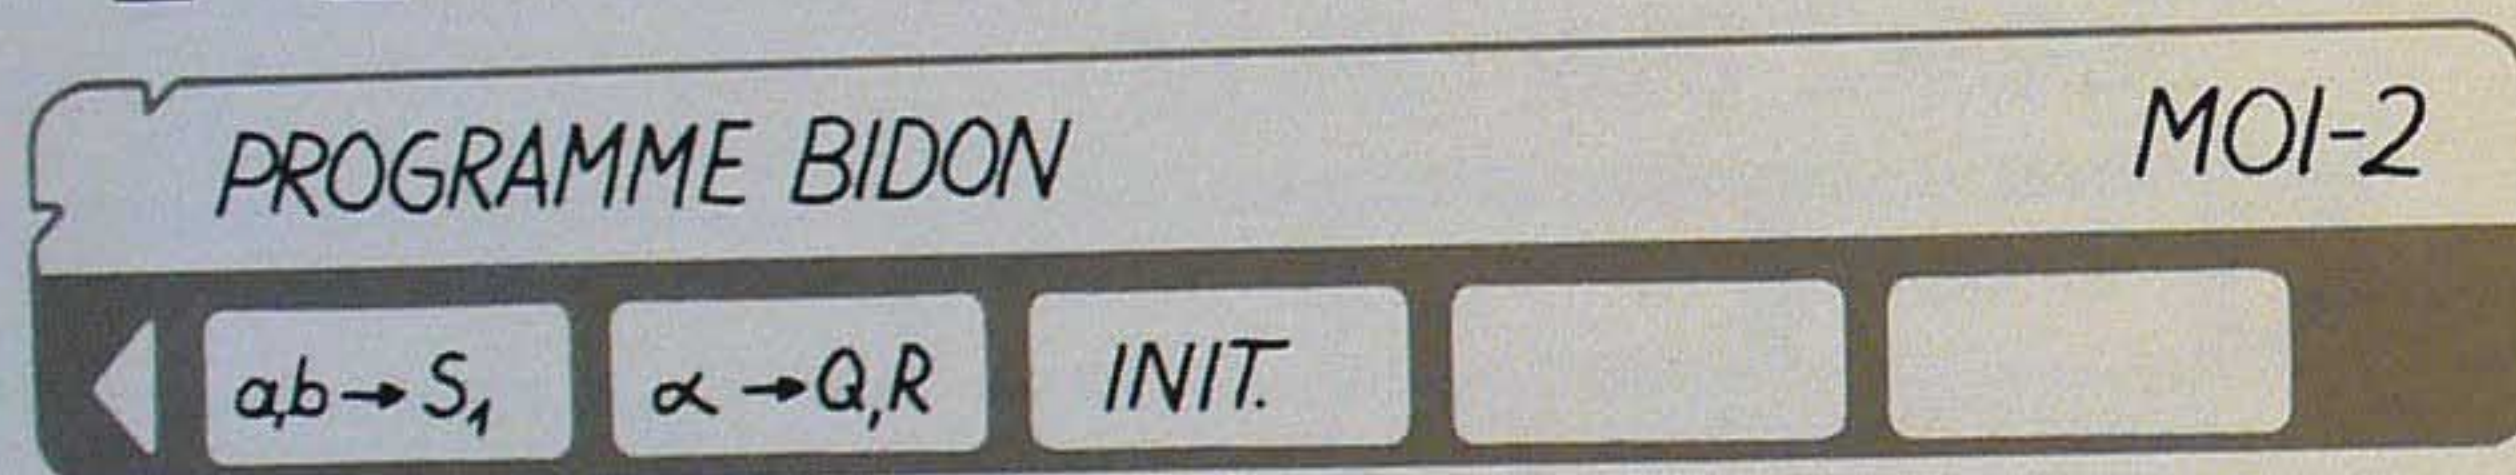 PROGRAMME BIDON MOI-2
a,b→S₁ α→Q,R INIT.